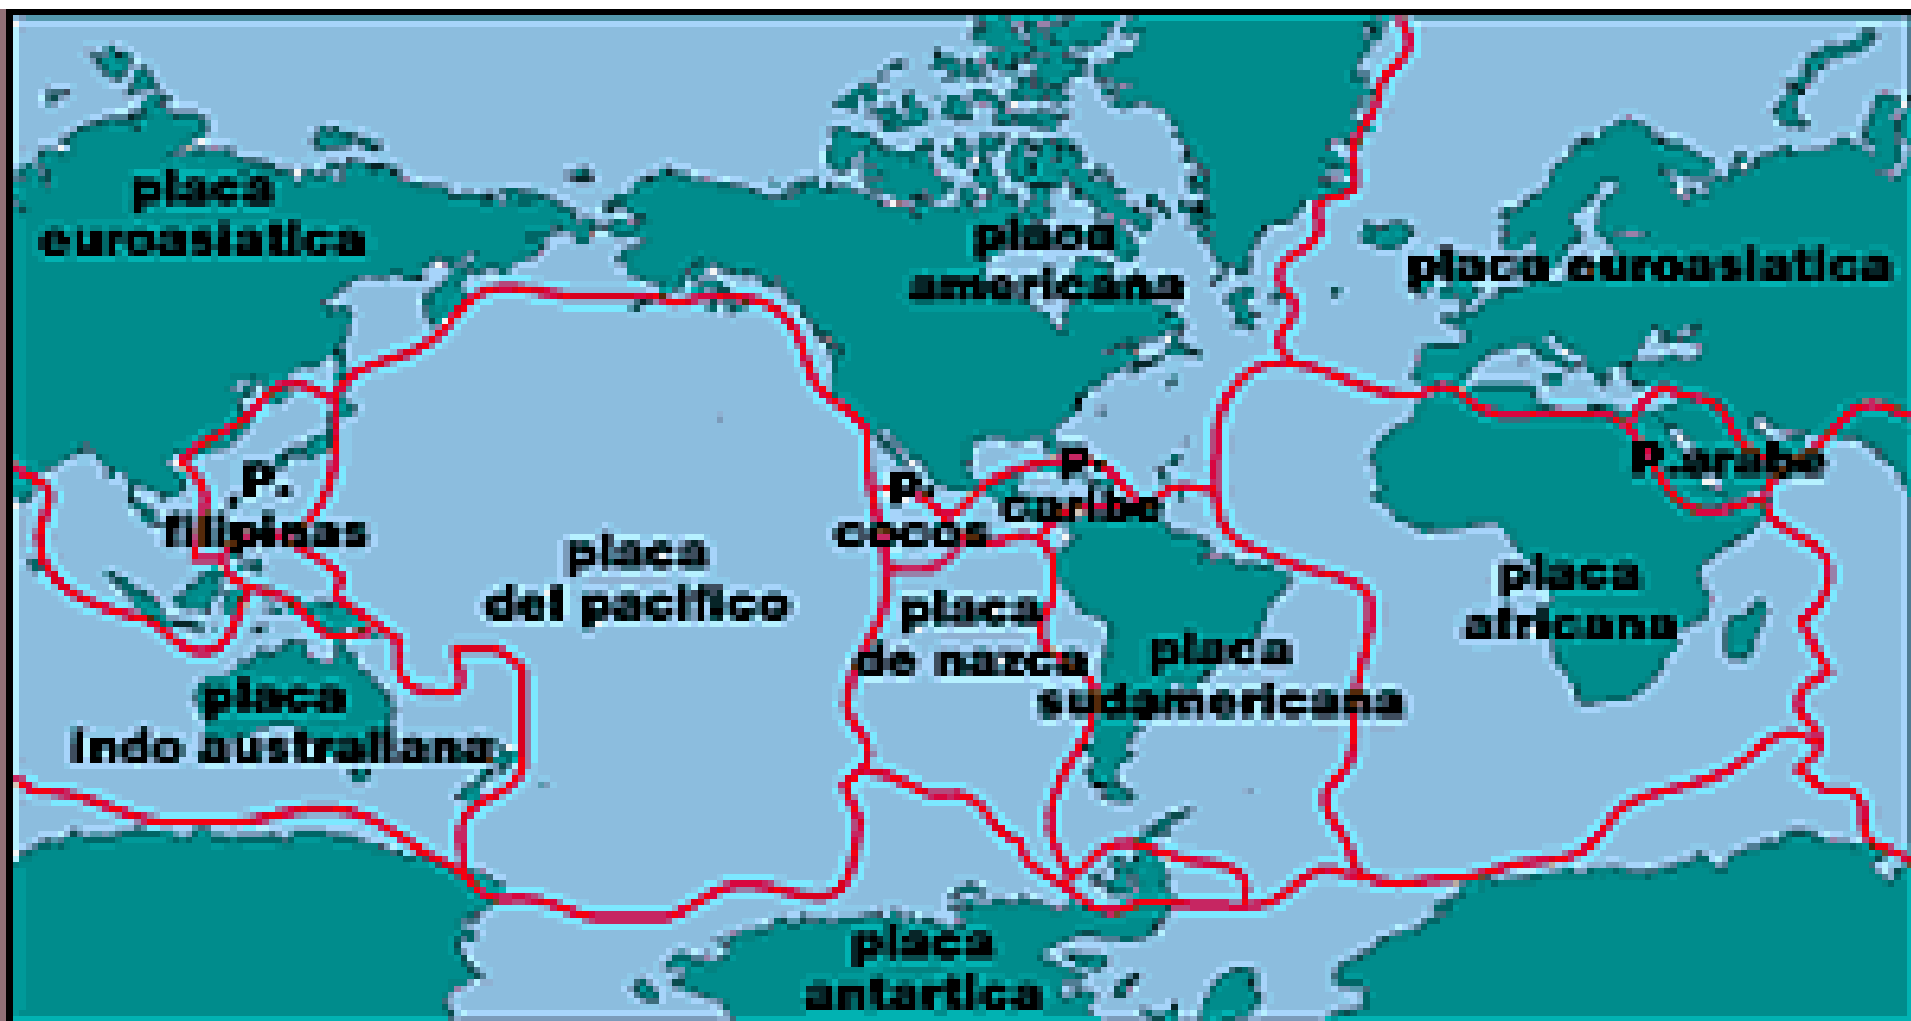 placa
euroasiatica
placa
americana
placa euroasiatica
p.
filipinas
p.
cocos
p.
caribe
P.arabe
placa
del pacifico
placa
de nazca
placa
sudamericana
placa
africana
placa
indo australiana
placa
antartica